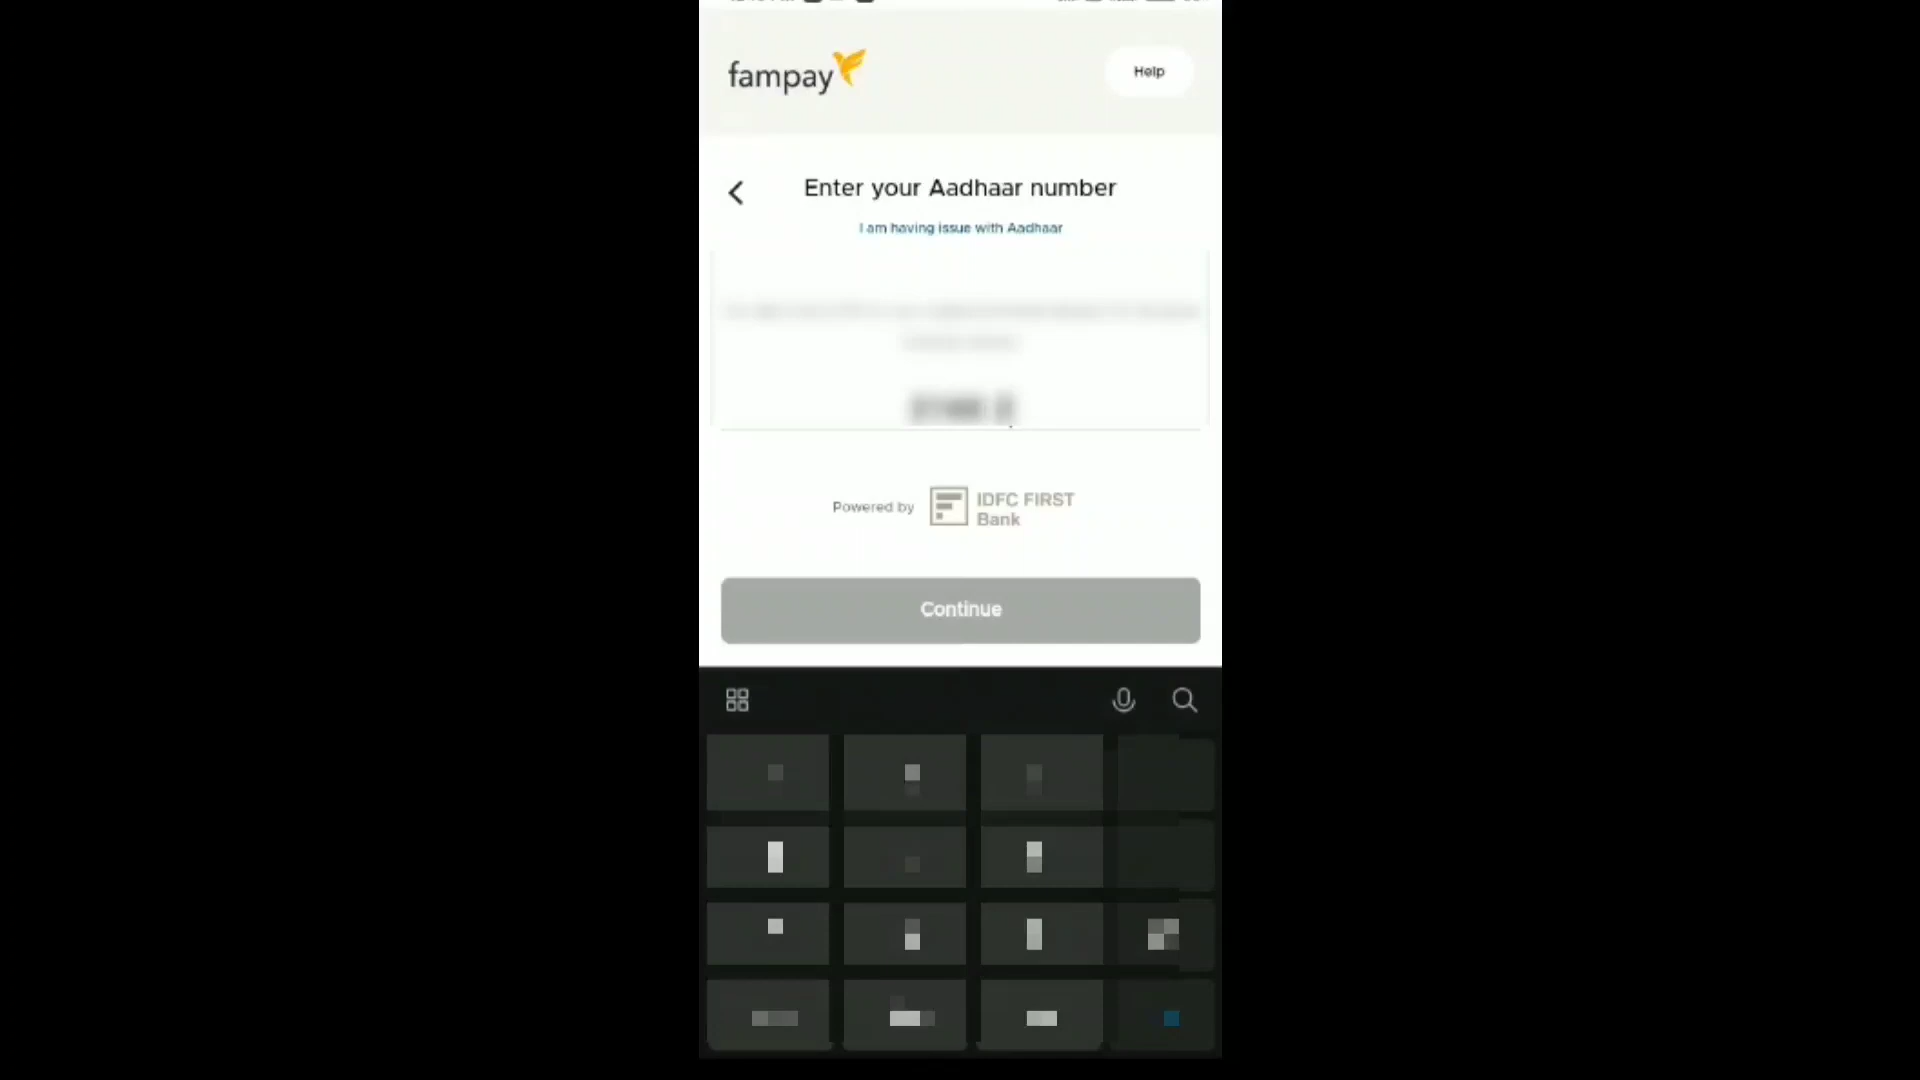 fampay
Help
Enter your Aadhaar number
I am having issue with Aadhaar
Powered by
IDFC FIRST
Bank
Continue